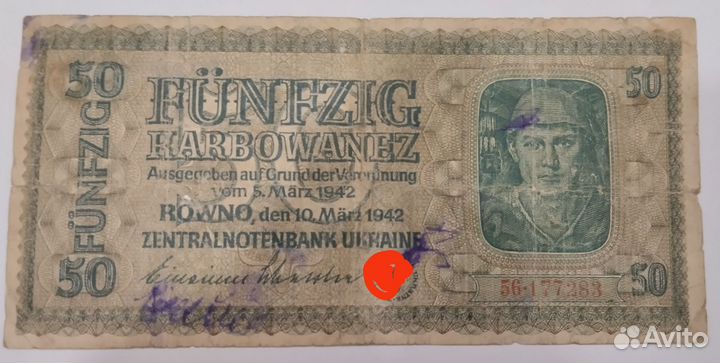 50
50
FÜNFZIG
50
FÜNFZIG
KARBOWANEZ
Ausgegeben auf Grund der Verordnung
vom 5. März 1942
ROWNO, den 10. März 1942
ZENTRALNOTENBANK UKRAINE
56·177283
50
50
Avito